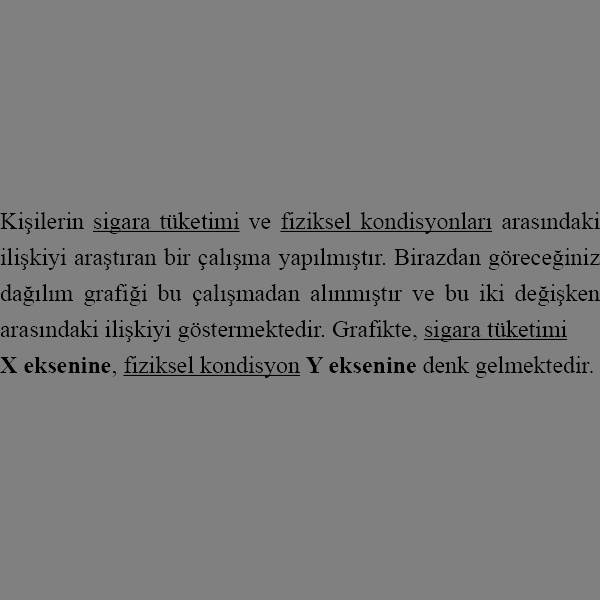 Kişilerin sigara tüketimi ve fiziksel kondisyonları arasındaki
ilişkiyi araştıran bir çalışma yapılmıştır. Birazdan göreceğiniz
dağılım grafiği bu çalışmadan alınmıştır ve bu iki değişken
arasındaki ilişkiyi göstermektedir. Grafikte, sigara tüketimi
X eksenine, fiziksel kondisyon Y eksenine denk gelmektedir.